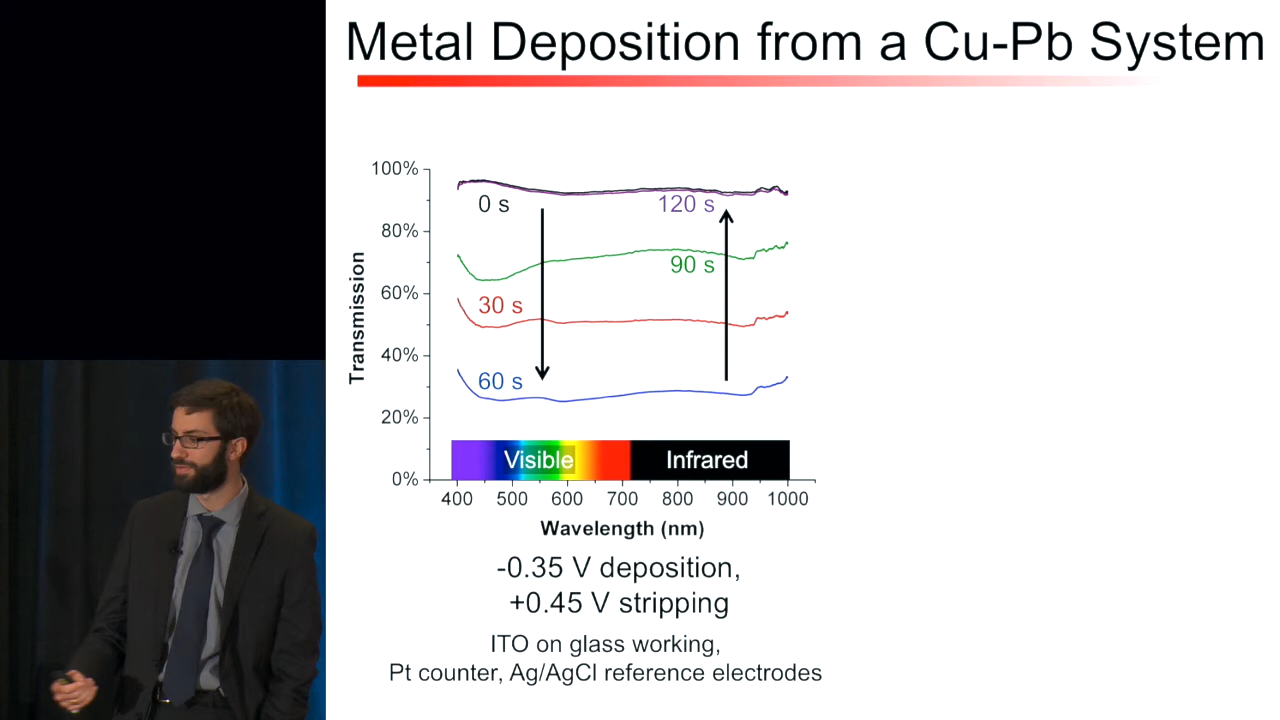 Metal Deposition from a Cu-Pb System
100%
80%
60%
40%
20%
0%
Transmission
0 s
120 s
90 s
30 s
60 s
Visible
Infrared
400 500 600 700 800 900 1000
Wavelength (nm)
-0.35 V deposition,
+0.45 V stripping
ITO on glass working,
Pt counter, Ag/AgCl reference electrodes